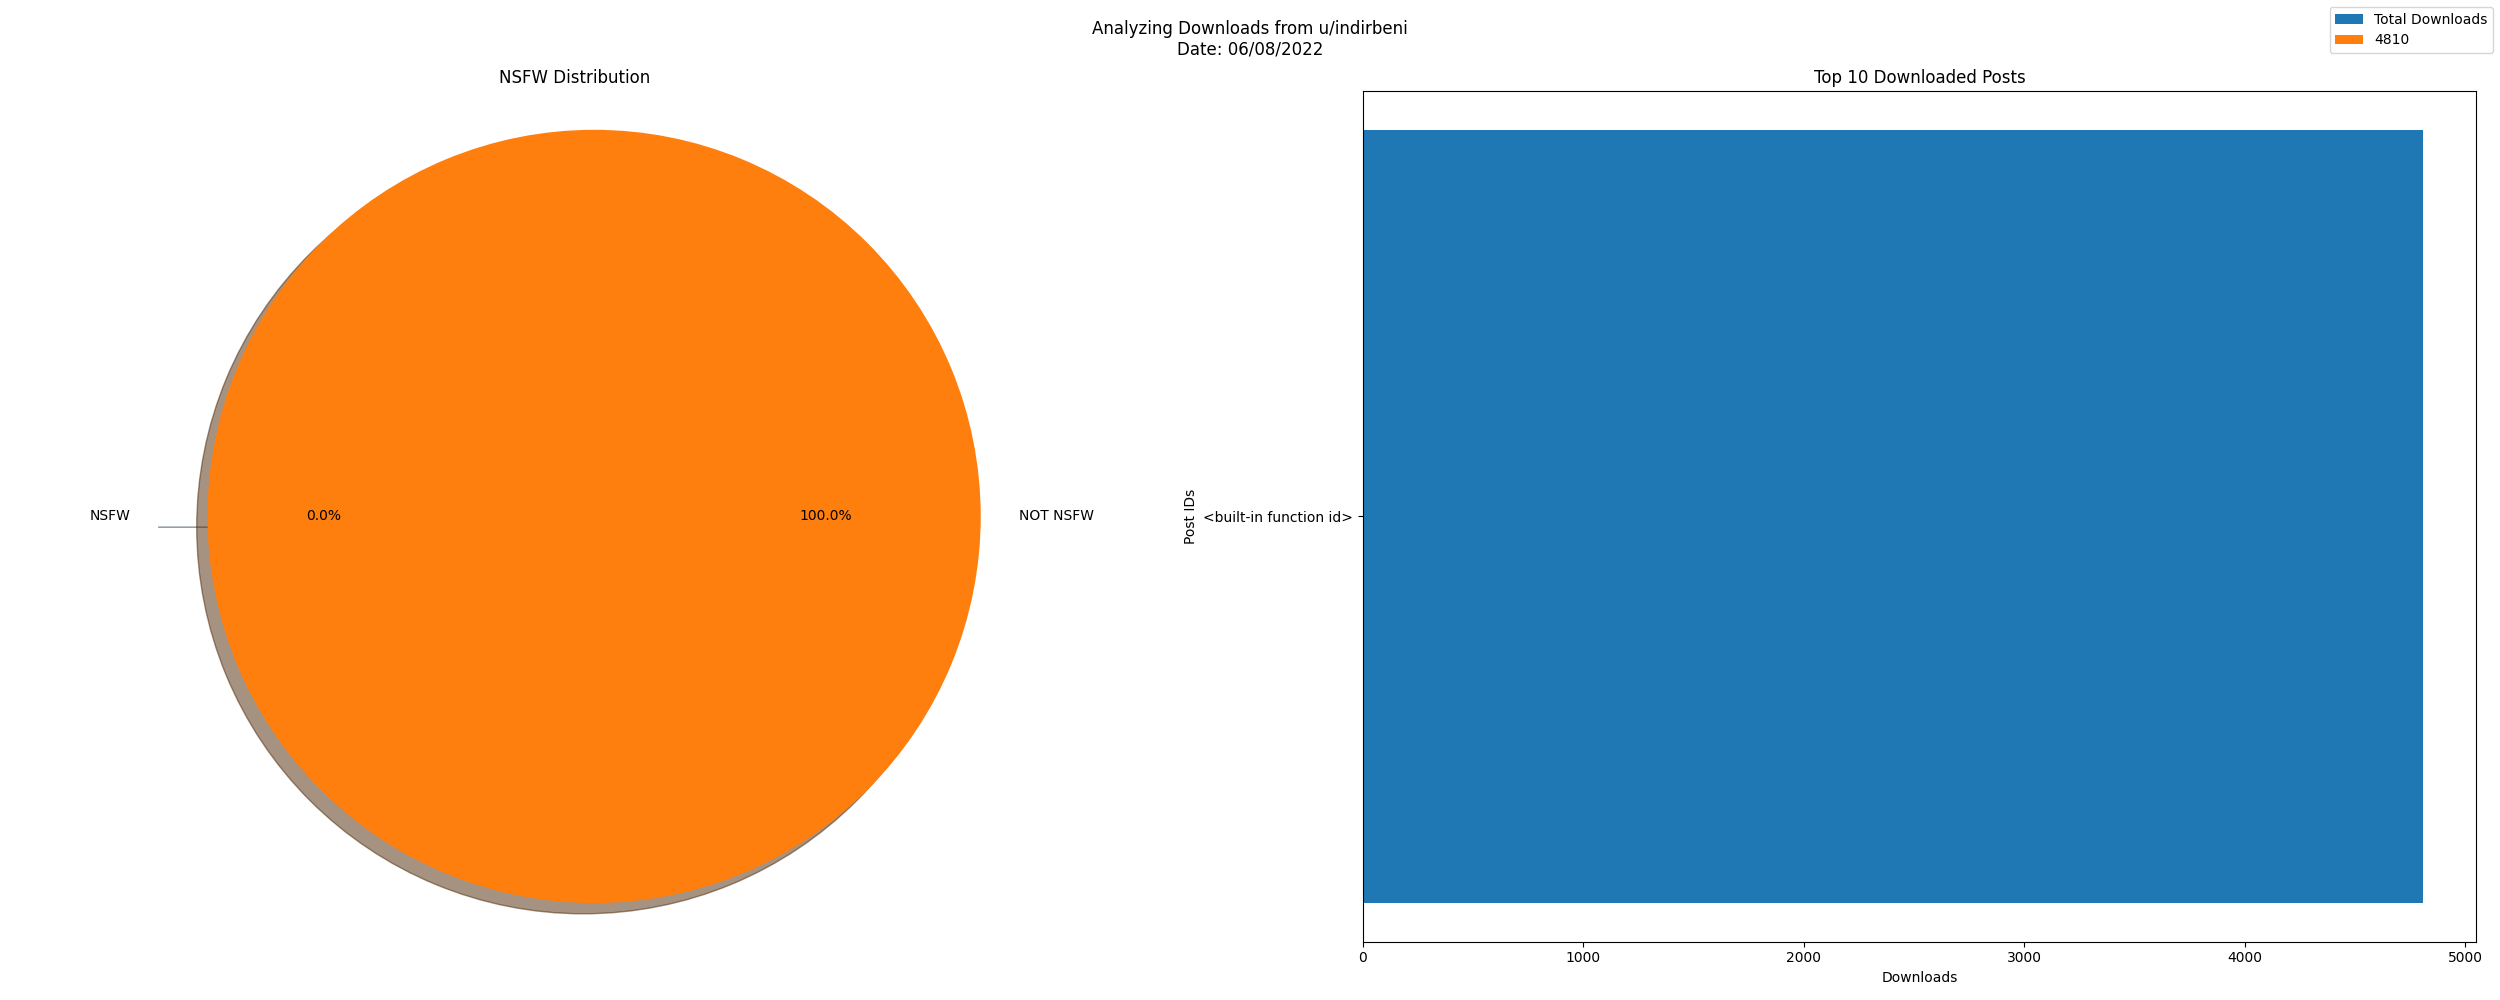 Analyzing Downloads from u/indirbeni
Date: 06/08/2022
Total Downloads
4810
NSFW Distribution
NSFW
0.0%
100.0%
NOT NSFW
Top 10 Downloaded Posts
Post IDs
<built-in function id>
0
1000
2000
3000
4000
5000
Downloads